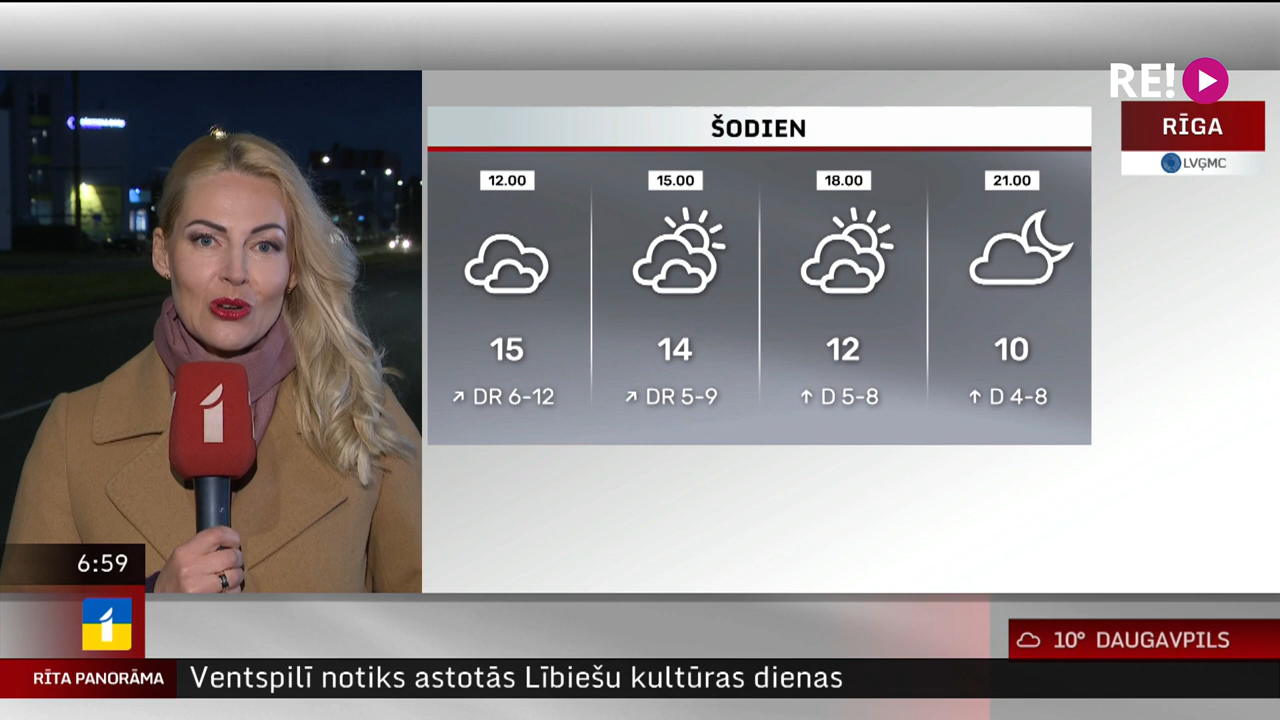 RE!
ŠODIEN
RĪGA
LVĢMC
12.00
15.00
18.00
21.00
15
14
12
10
DR 6-12
DR 5-9
D 5-8
D 4-8
1
6:59
1
10° DAUGAVPILS
RĪTA PANORĀMA
Ventspilī notiks astotās Lībiešu kultūras dienas